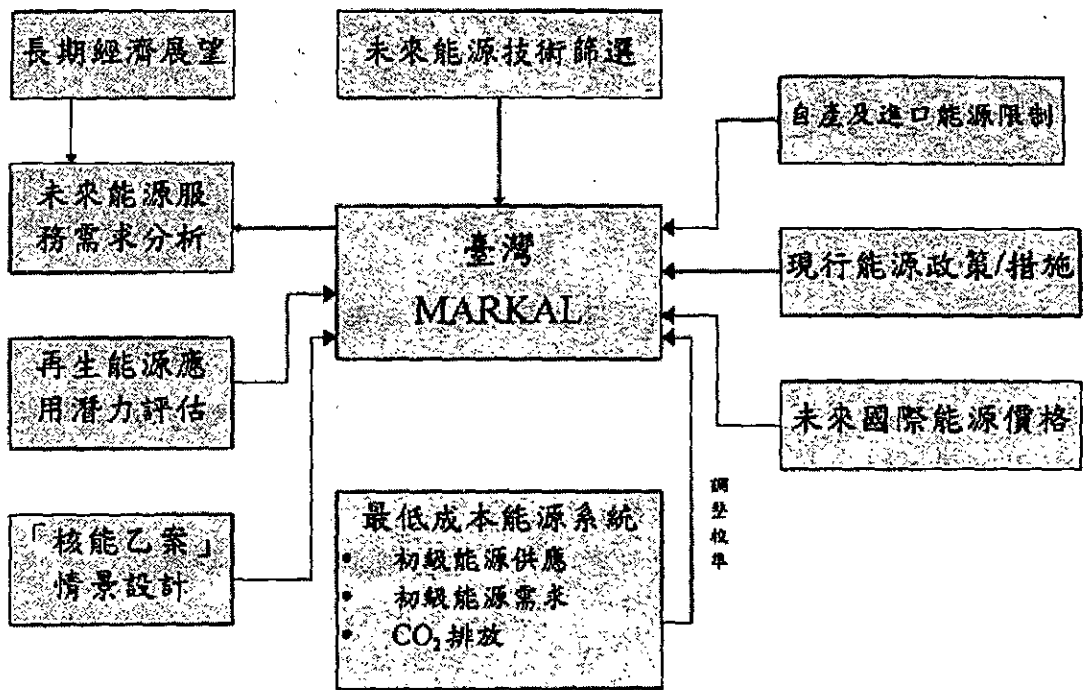 長期經濟展望
未來能源技術篩選
自產及進口能源限制
未來能源服
務需求分析
臺灣
MARKAL
現行能源政策/措施
再生能源應
用潛力評估
未來國際能源價格
「核能乙案」
情景設計
最低成本能源系統
• 初級能源供應
• 初級能源需求
• CO₂排放
調整校準